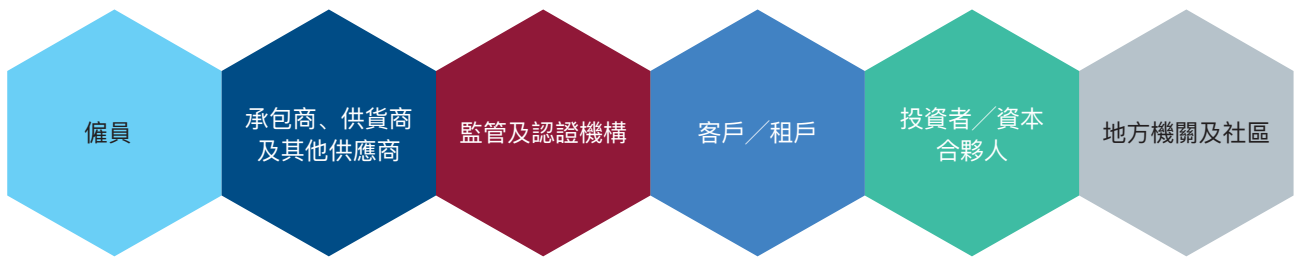 僱員
承包商、供貨商
及其他供應商
監管及認證機構
客戶／租戶
投資者／資本
合夥人
地方機關及社區